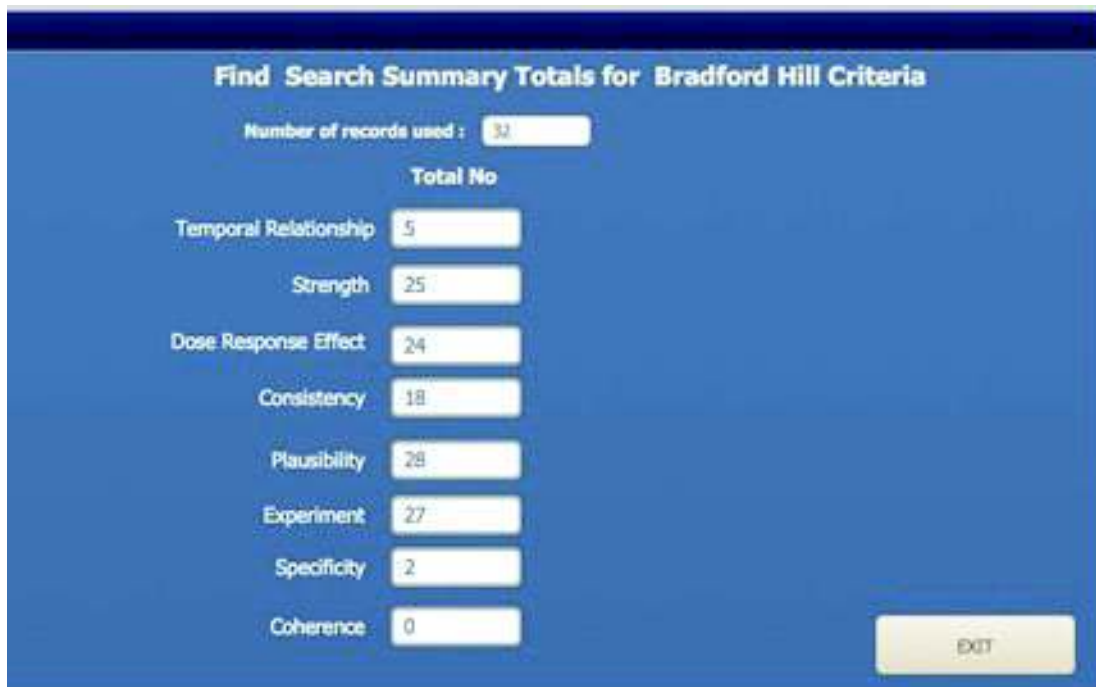 Find Search Summary Totals for Bradford Hill Criteria
Number of records used : 32
Total No
Temporal Relationship 5
Strength 25
Dose Response Effect 24
Consistency 18
Plausibility 28
Experiment 27
Specificity 2
Coherence 0
EXIT